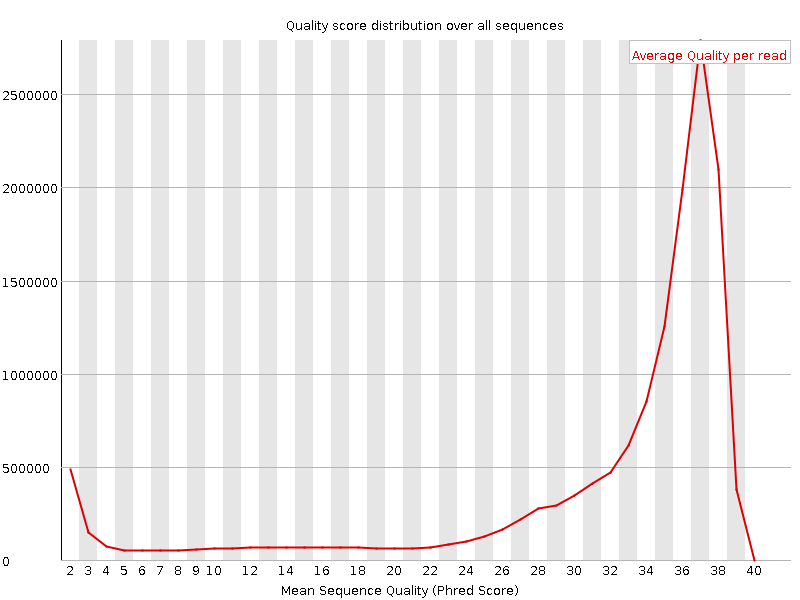 Quality score distribution over all sequences
Average Quality per read
2500000
2000000
1500000
1000000
500000
0
2 3 4 5 6 7 8 9 10 12 14 16 18 20 22 24 26 28 30 32 34 36 38 40
Mean Sequence Quality (Phred Score)